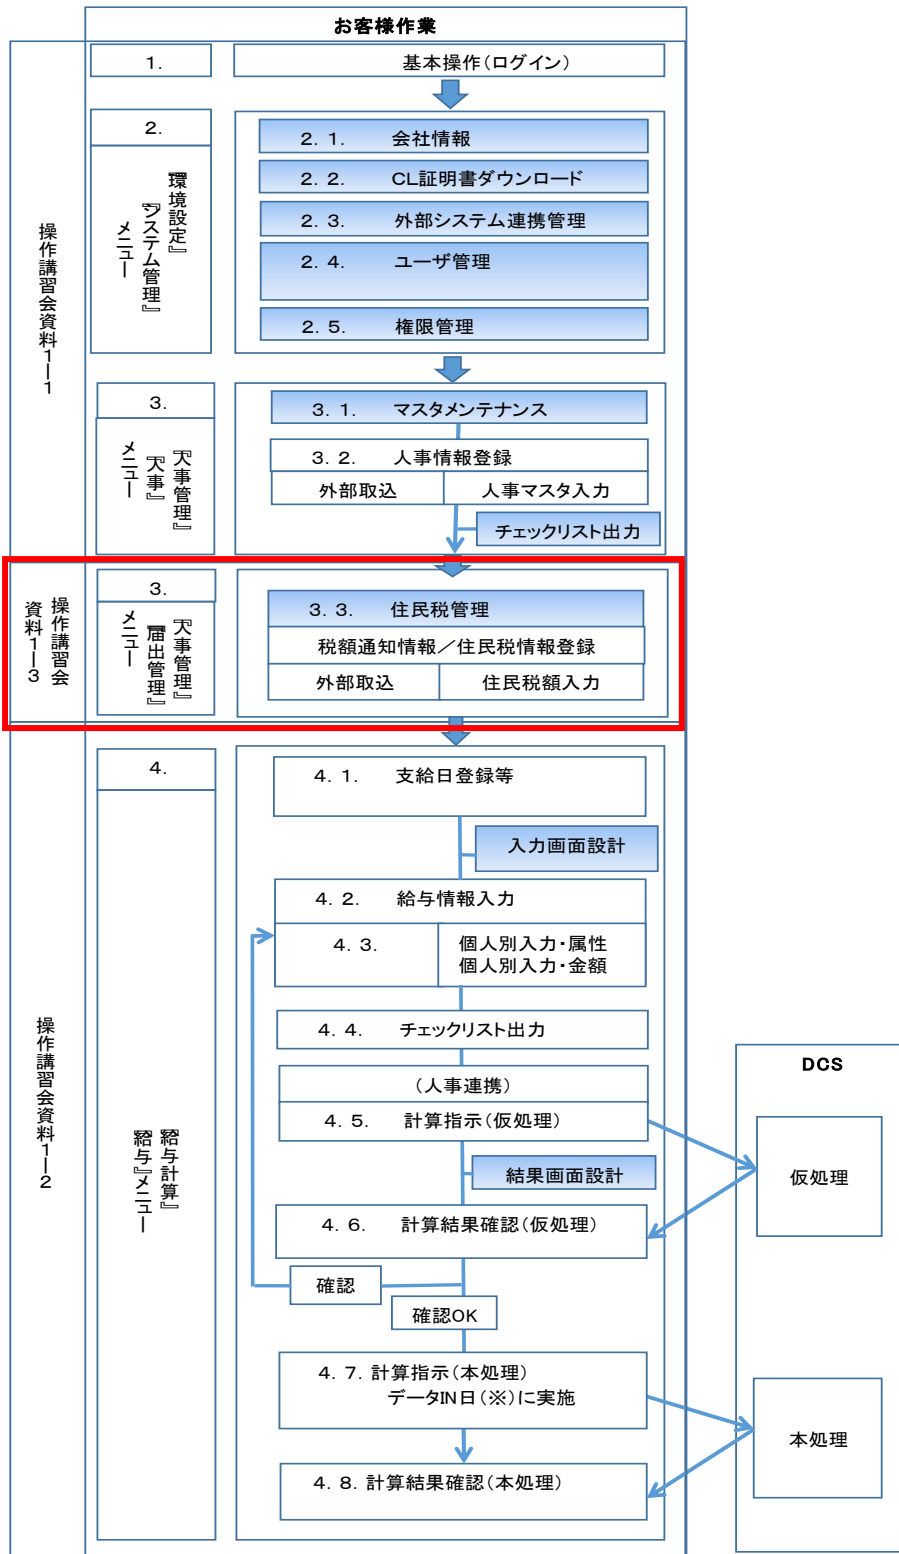 お客様作業
操作講習会資料1ー1
1.
基本操作(ログイン)
2.
『環境設定』
『システム管理』
メニュー
2.1. 会社情報
2.2. CL証明書ダウンロード
2.3. 外部システム連携管理
2.4. ユーザ管理
2.5. 権限管理
3.
『人事管理』
『人事』
メニュー
3.1. マスタメンテナンス
3.2. 人事情報登録
外部取込
人事マスタ入力
チェックリスト出力
操作講習会
資料1ー3
3.
『人事管理』
『届出管理』
メニュー
3.3. 住民税管理
税額通知情報/住民税情報登録
外部取込
住民税額入力
操作講習会資料1ー2
4.
『給与計算』
『給与』メニュー
4.1. 支給日登録等
入力画面設計
4.2. 給与情報入力
4.3.
個人別入力・属性
個人別入力・金額
4.4. チェックリスト出力
(人事連携)
4.5. 計算指示(仮処理)
結果画面設計
4.6. 計算結果確認(仮処理)
確認
確認OK
4.7. 計算指示(本処理)
データIN日(※)に実施
4.8. 計算結果確認(本処理)
DCS
仮処理
本処理